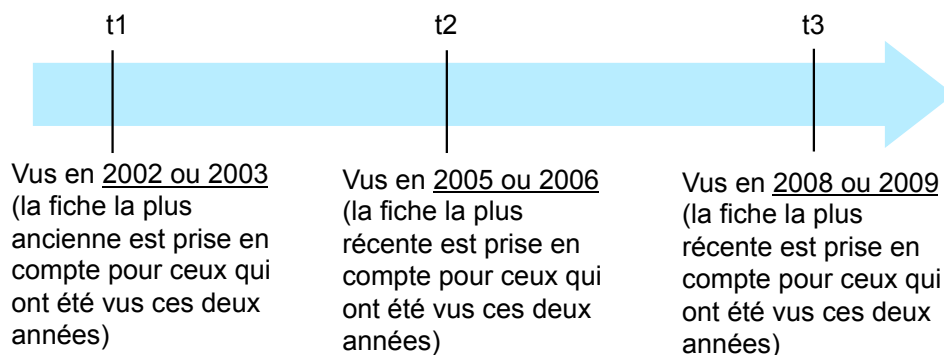 t1
t2
t3
Vus en 2002 ou 2003
(la fiche la plus
ancienne est prise en
compte pour ceux qui
ont été vus ces deux
années)
Vus en 2005 ou 2006
(la fiche la plus
récente est prise en
compte pour ceux qui
ont été vus ces deux
années)
Vus en 2008 ou 2009
(la fiche la plus
récente est prise en
compte pour ceux qui
ont été vus ces deux
années)